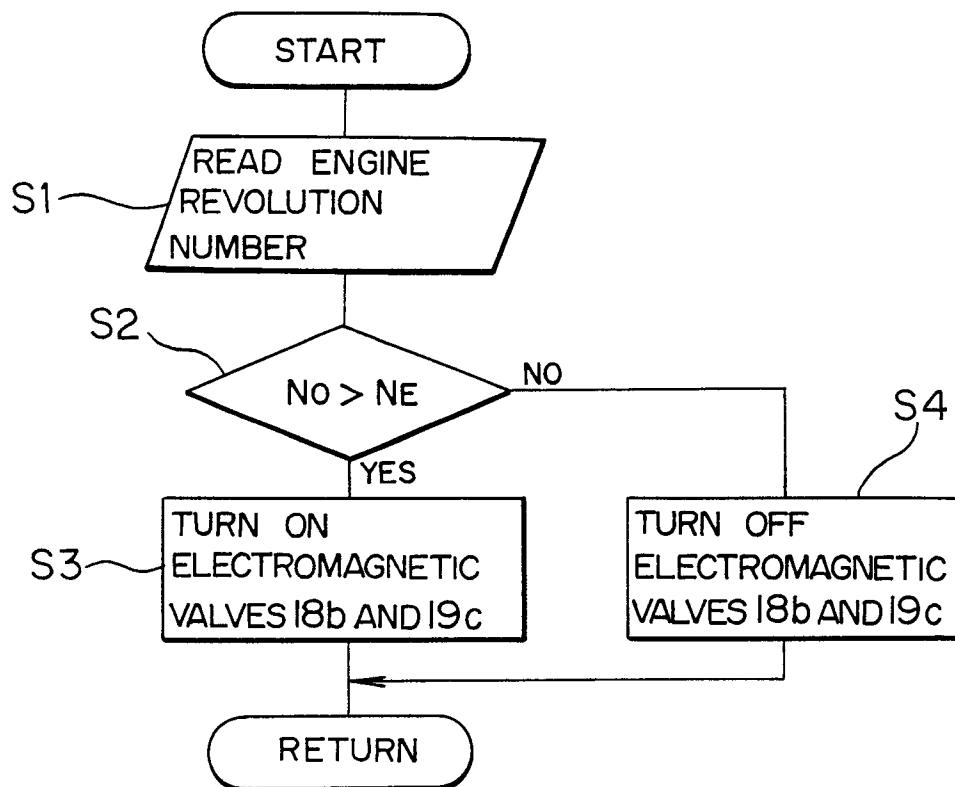 START
S1
READ ENGINE
REVOLUTION
NUMBER
S2
NO > NE
NO
YES
S3
TURN ON
ELECTROMAGNETIC
VALVES 18b AND 19c
S4
TURN OFF
ELECTROMAGNETIC
VALVES 18b AND 19c
RETURN